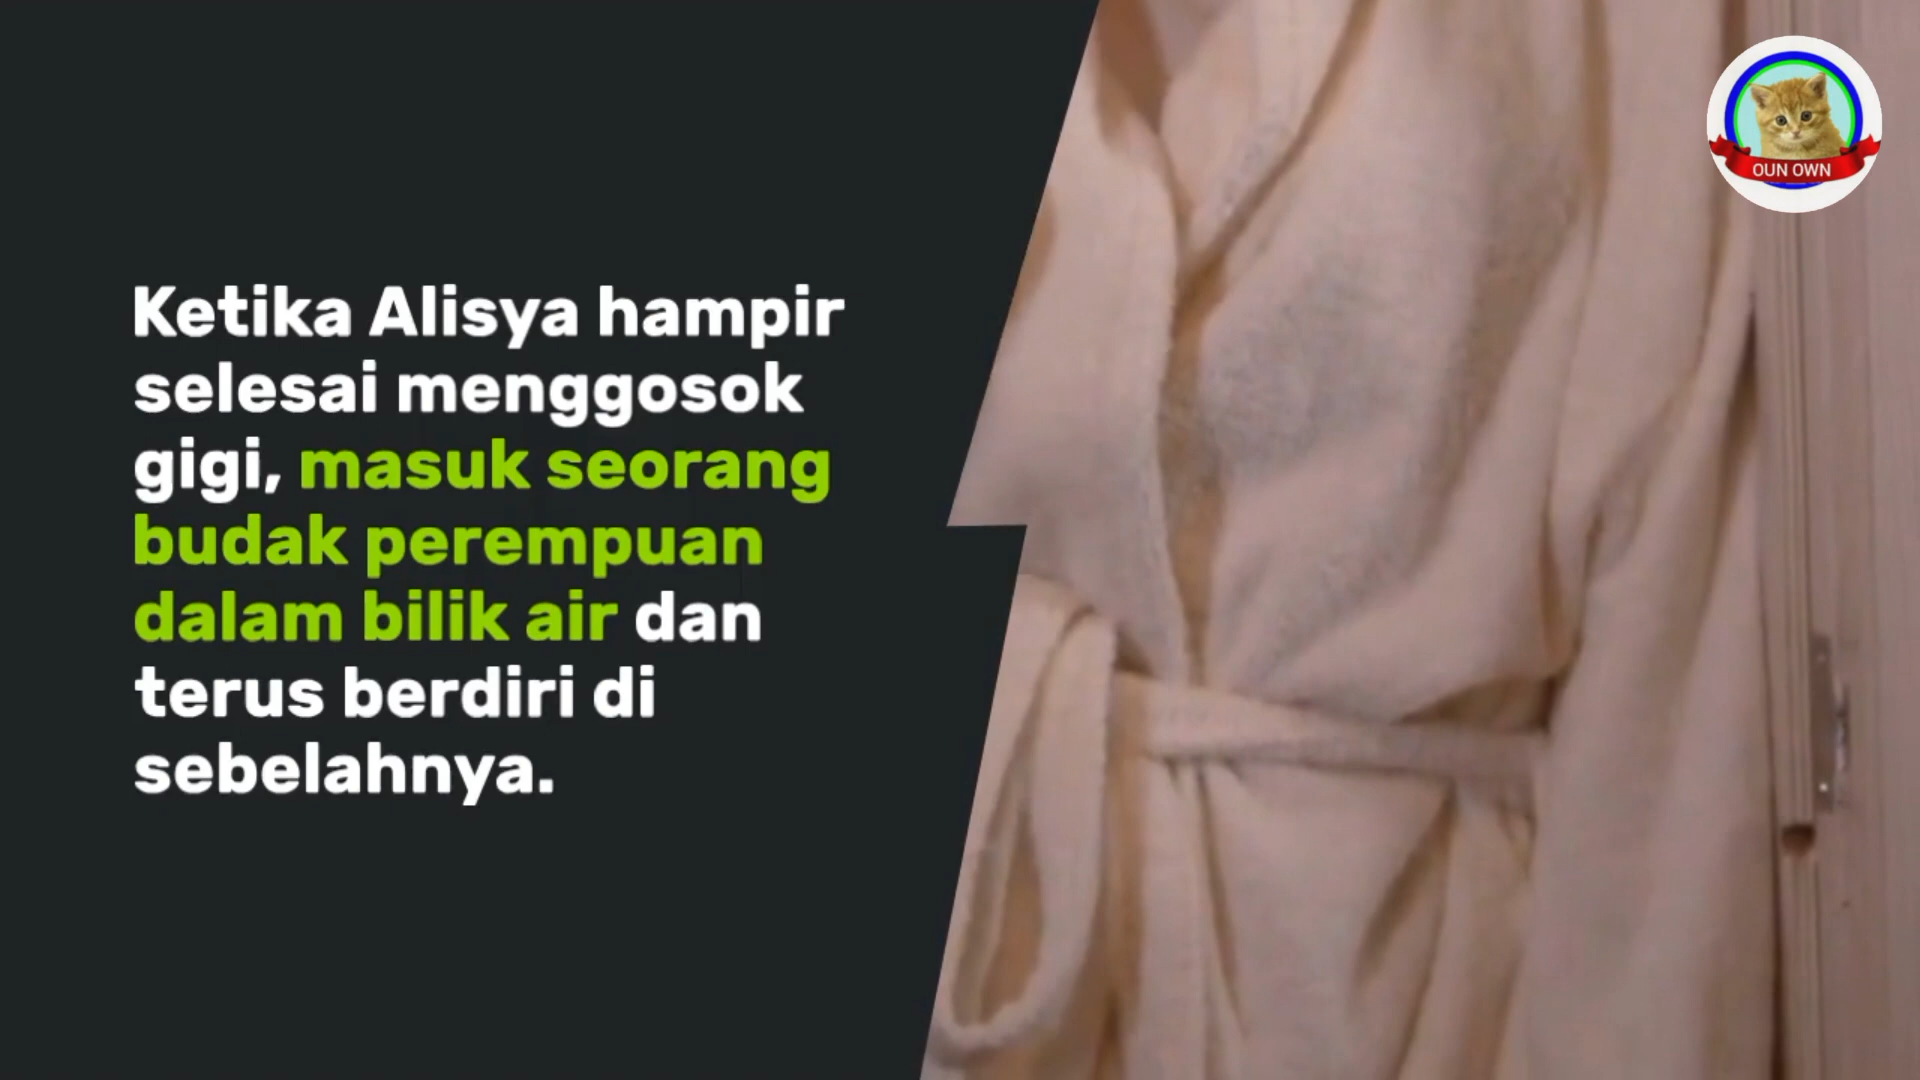 Ketika Alisya hampir
selesai menggosok
gigi, masuk seorang
budak perempuan
dalam bilik air dan
terus berdiri di
sebelahnya.
OUN OWN